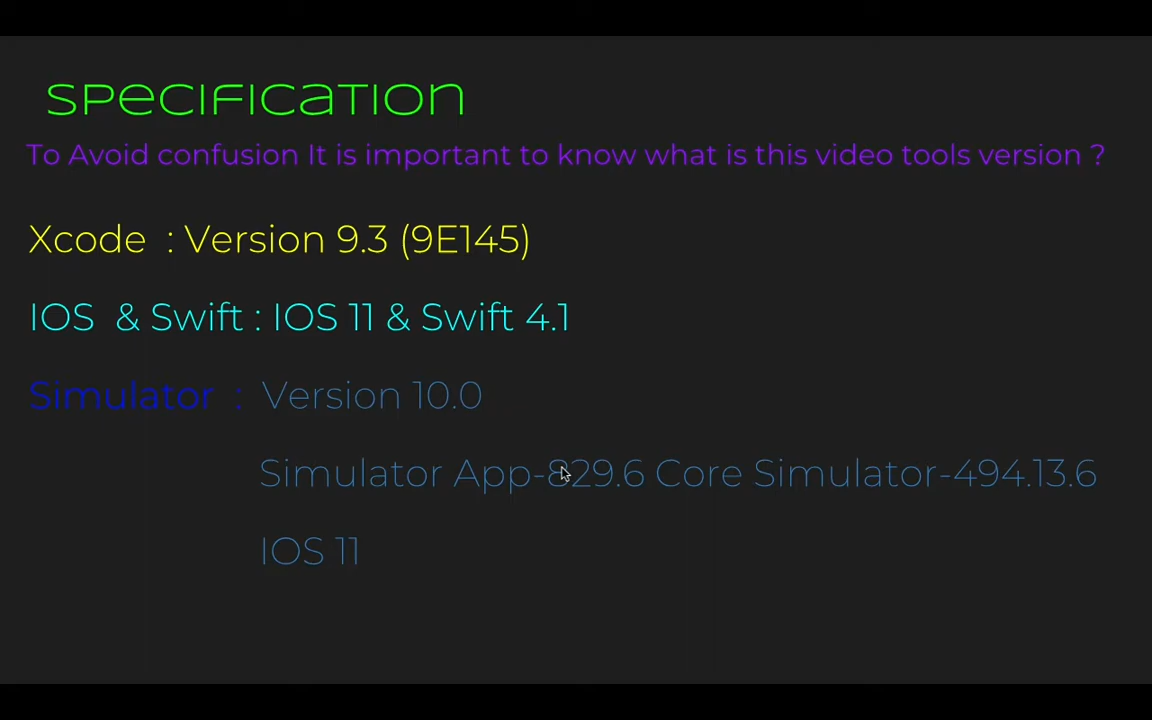 Specification
To Avoid confusion It is important to know what is this video tools version ?
Xcode : Version 9.3 (9E145)
IOS & Swift : IOS 11 & Swift 4.1
Simulator : Version 10.0
Simulator App-829.6 Core Simulator-494.13.6
IOS 11